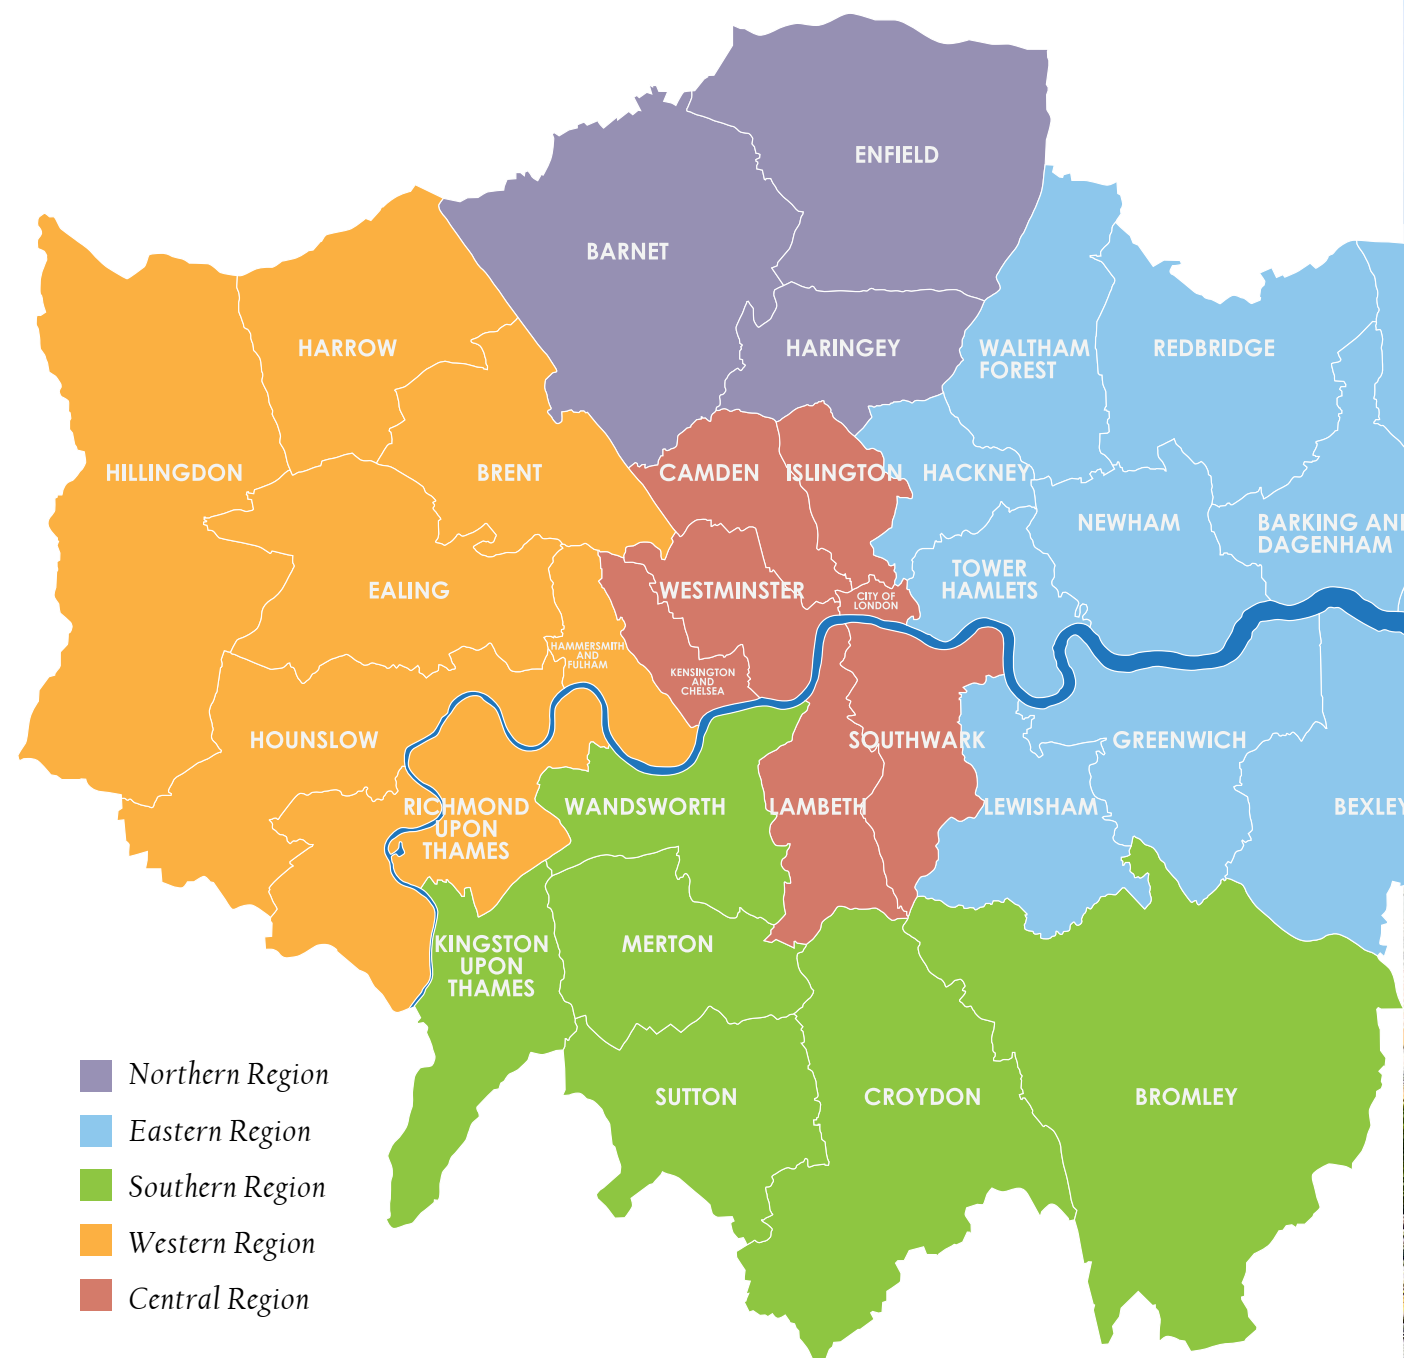 ENFIELD
BARNET
HARROW
HARINGEY
WALTHAM
FOREST
REDBRIDGE
HILLINGDON
BRENT
CAMDEN
ISLINGTON
HACKNEY
NEWHAM
BARKING AN
DAGENHAM
EALING
WESTMINSTER
TOWER
HAMLETS
CITY OF
LONDON
HAMMERSMITH
AND
FULHAM
KENSINGTON
AND
CHELSEA
HOUNSLOW
SOUTHWARK
GREENWICH
RICHMOND
UPON
THAMES
WANDSWORTH
LAMBETH
LEWISHAM
BEXLEY
KINGSTON
UPON
THAMES
MERTON
SUTTON
CROYDON
BROMLEY
Northern Region
Eastern Region
Southern Region
Western Region
Central Region